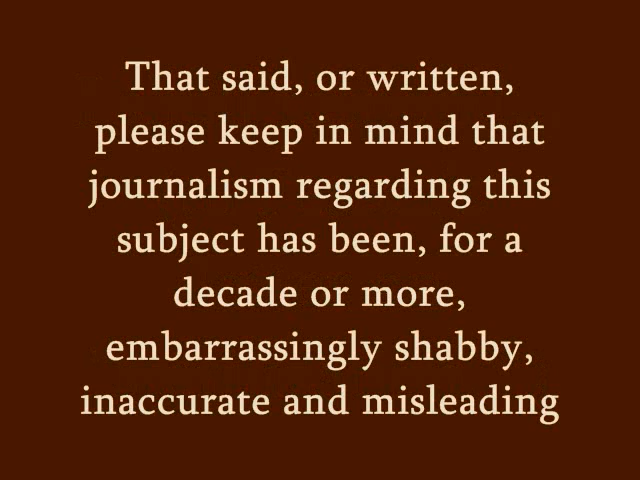 That said, or written,
please keep in mind that
journalism regarding this
subject has been, for a
decade or more,
embarrassingly shabby,
inaccurate and misleading